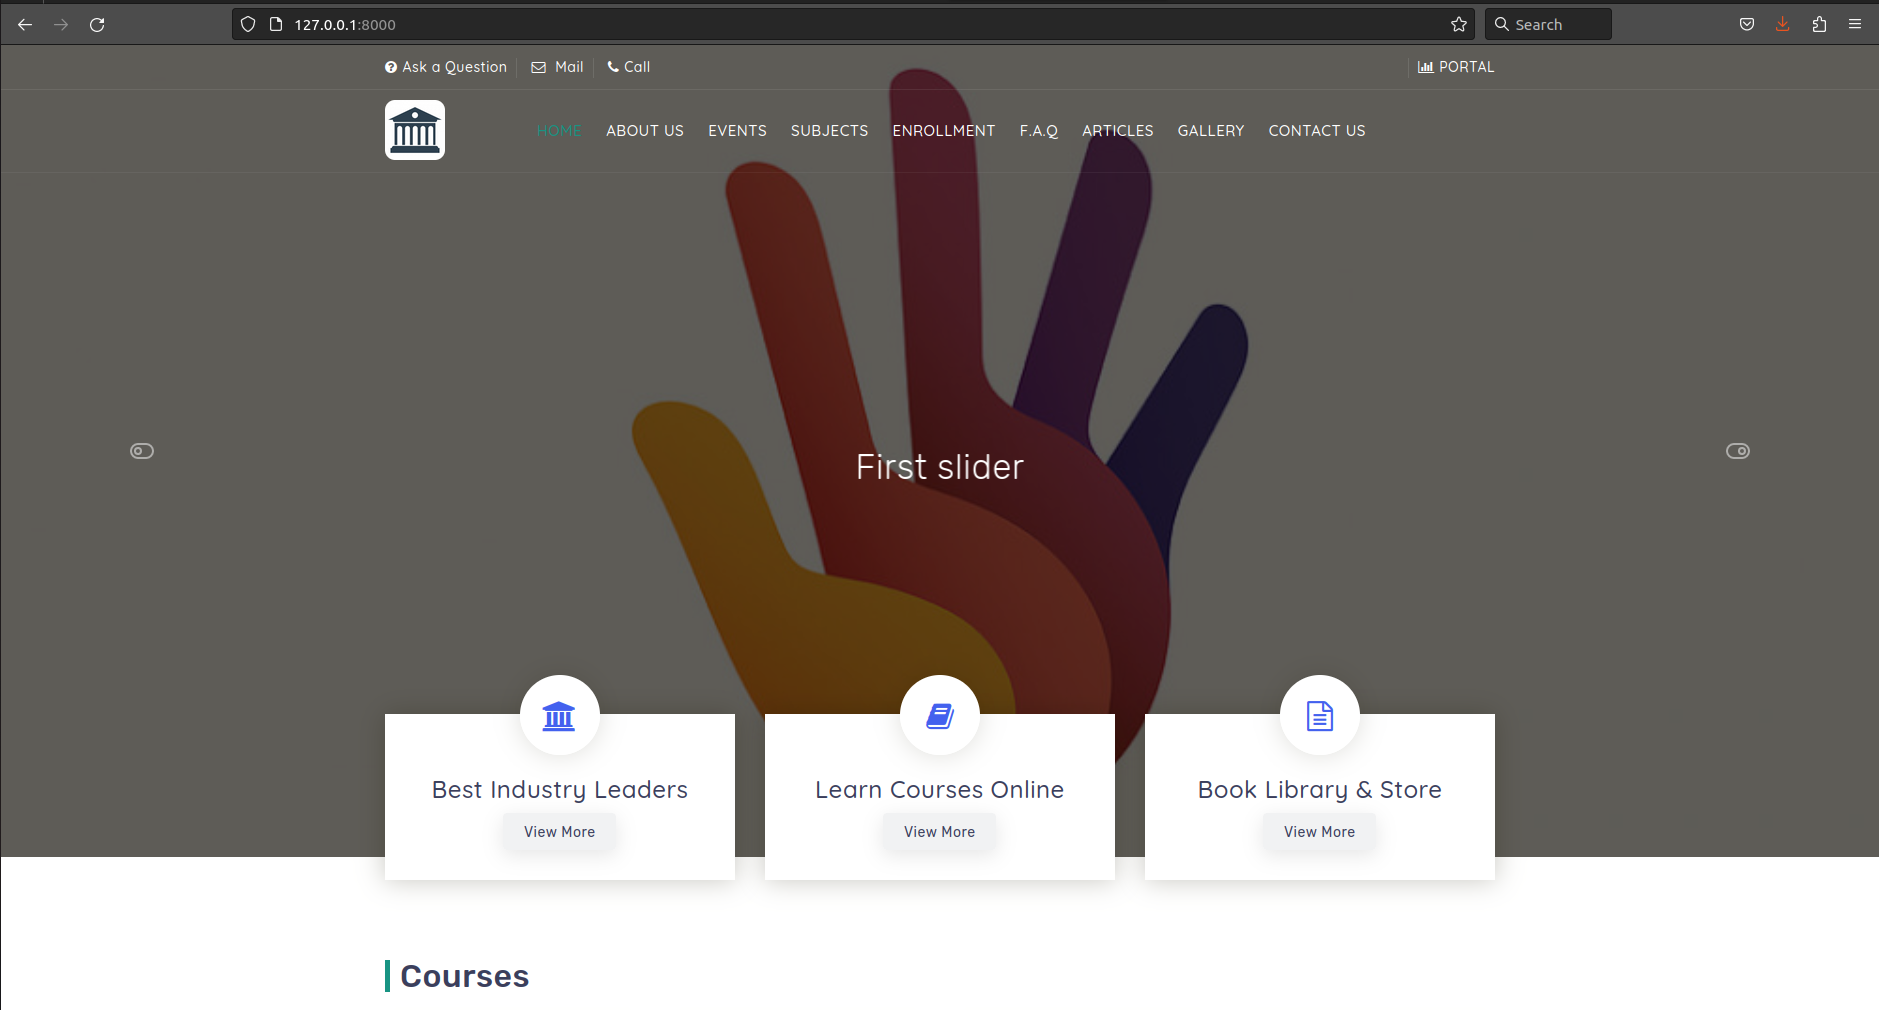 127.0.0.1:8000
Search
Ask a Question
Mail
Call
PORTAL
HOME ABOUT US EVENTS SUBJECTS ENROLLMENT F.A.Q ARTICLES GALLERY CONTACT US
First slider
Best Industry Leaders
View More
Learn Courses Online
View More
Book Library & Store
View More
Courses